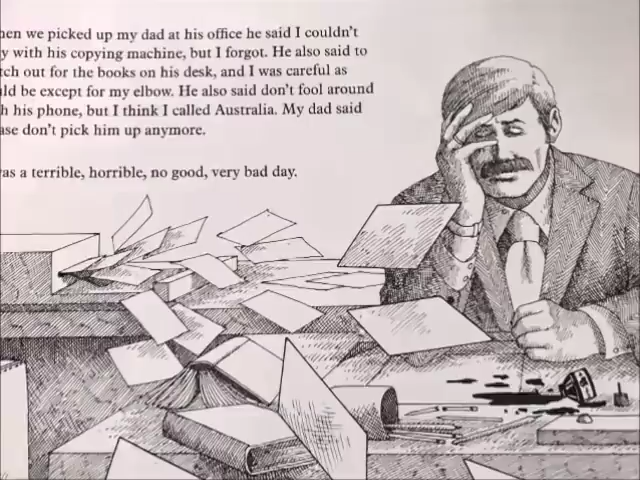 en we picked up my dad at his office he said I couldn't
y with his copying machine, but I forgot. He also said to
tch out for the books on his desk, and I was careful as
ld be except for my elbow. He also said don't fool around
h his phone, but I think I called Australia. My dad said
ase don't pick him up anymore.
as a terrible, horrible, no good, very bad day.